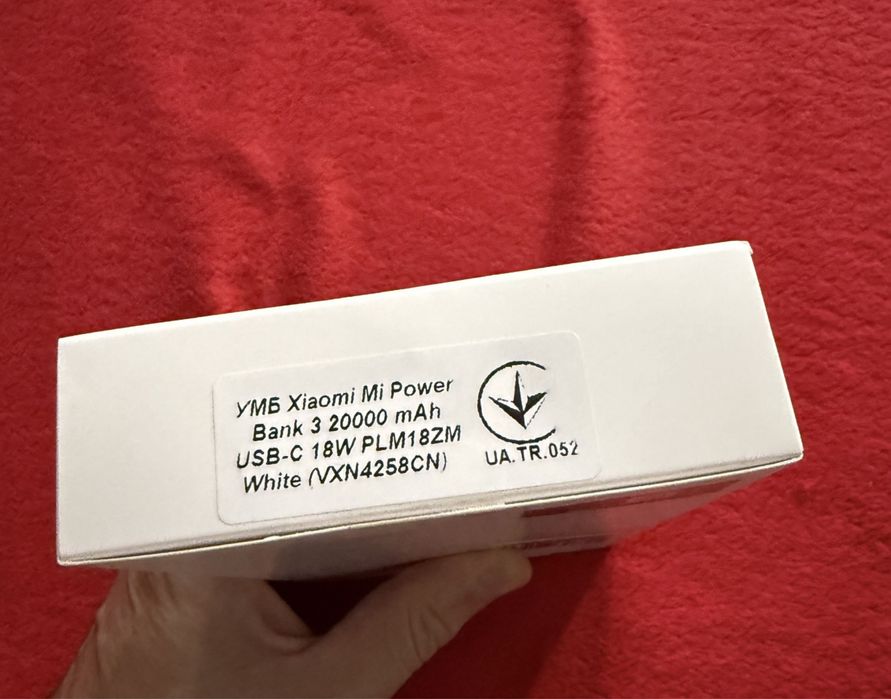 УМБ Xiaomi Mi Power
Bank 3 20000 mAh
USB-C 18W PLM18ZM
White (VXN4258CN)
UA.TR.052